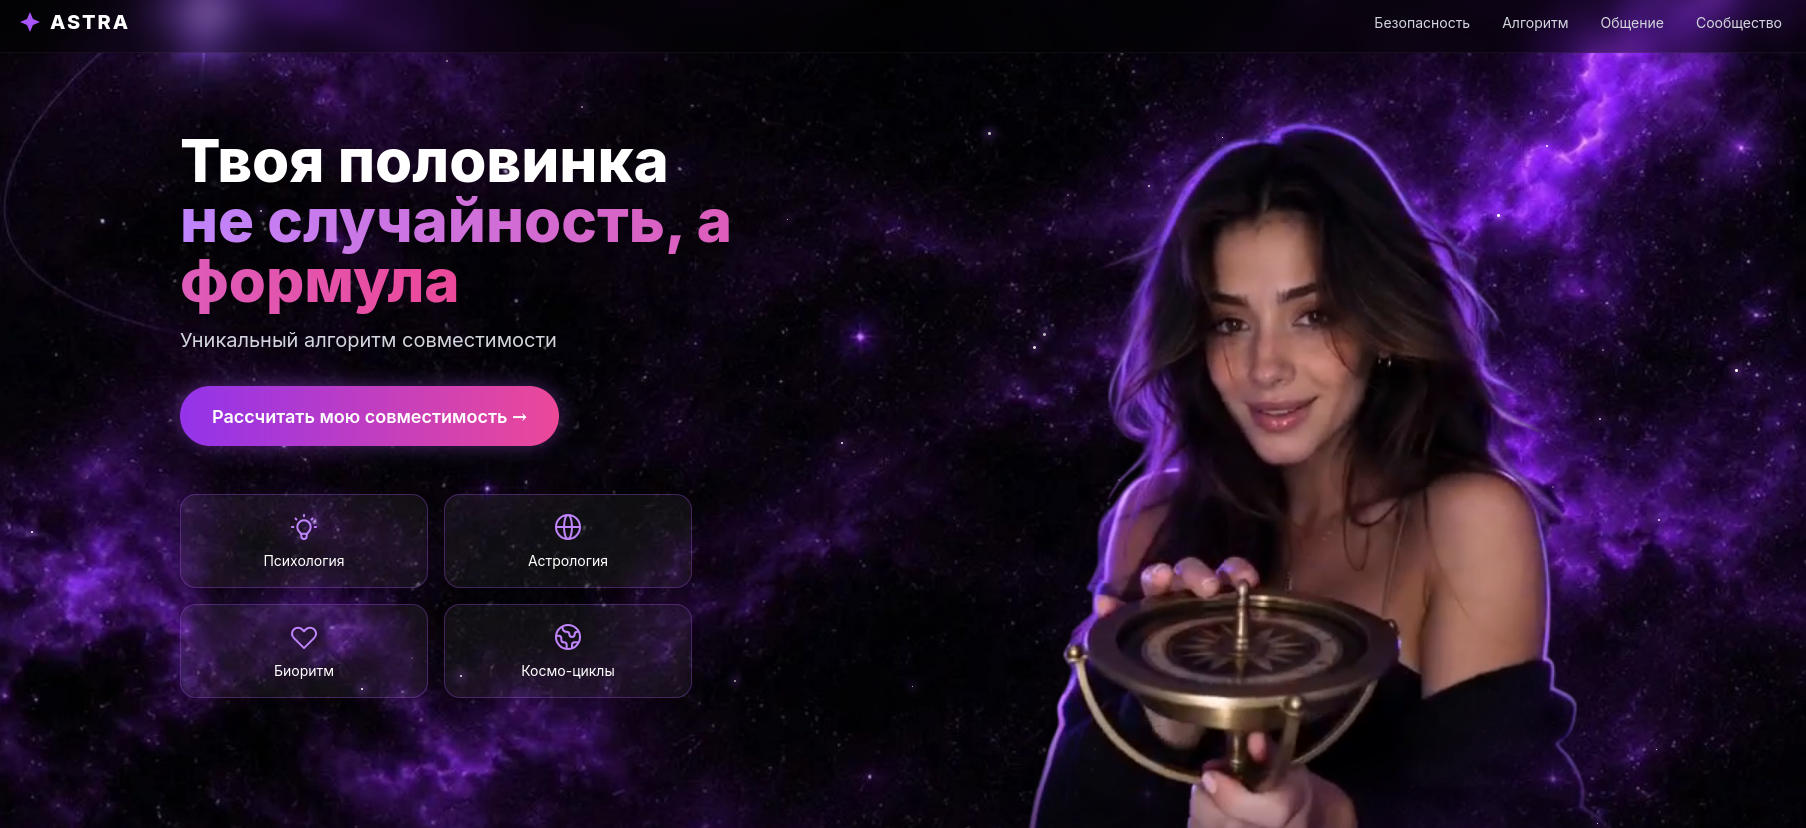 ASTRA
Безопасность
Алгоритм
Общение
Сообщество
Твоя половинка
не случайность, а
формула
Уникальный алгоритм совместимости
Рассчитать мою совместимость →
Психология
Астрология
Биоритм
Космо-циклы